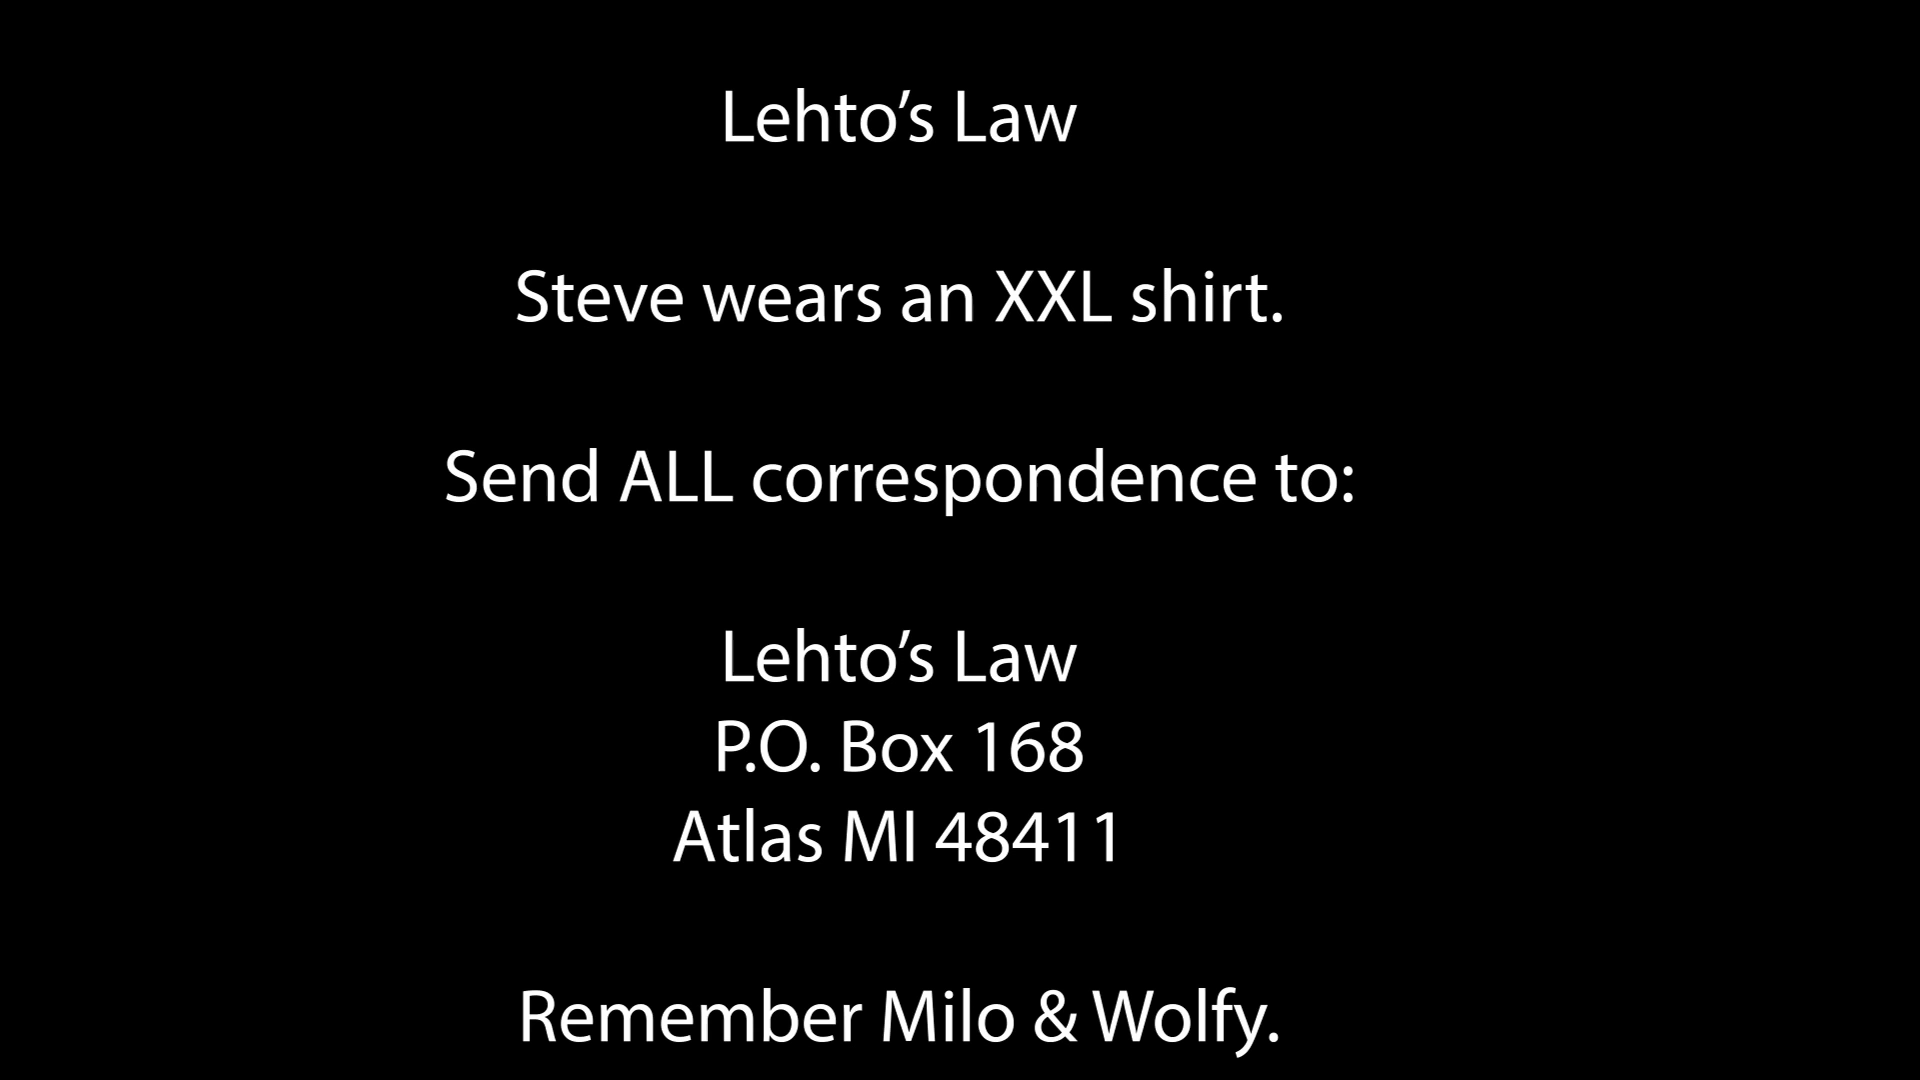 Lehto’s Law
Steve wears an XXL shirt.
Send ALL correspondence to:
Lehto’s Law
P.O. Box 168
Atlas MI 48411
Remember Milo & Wolfy.